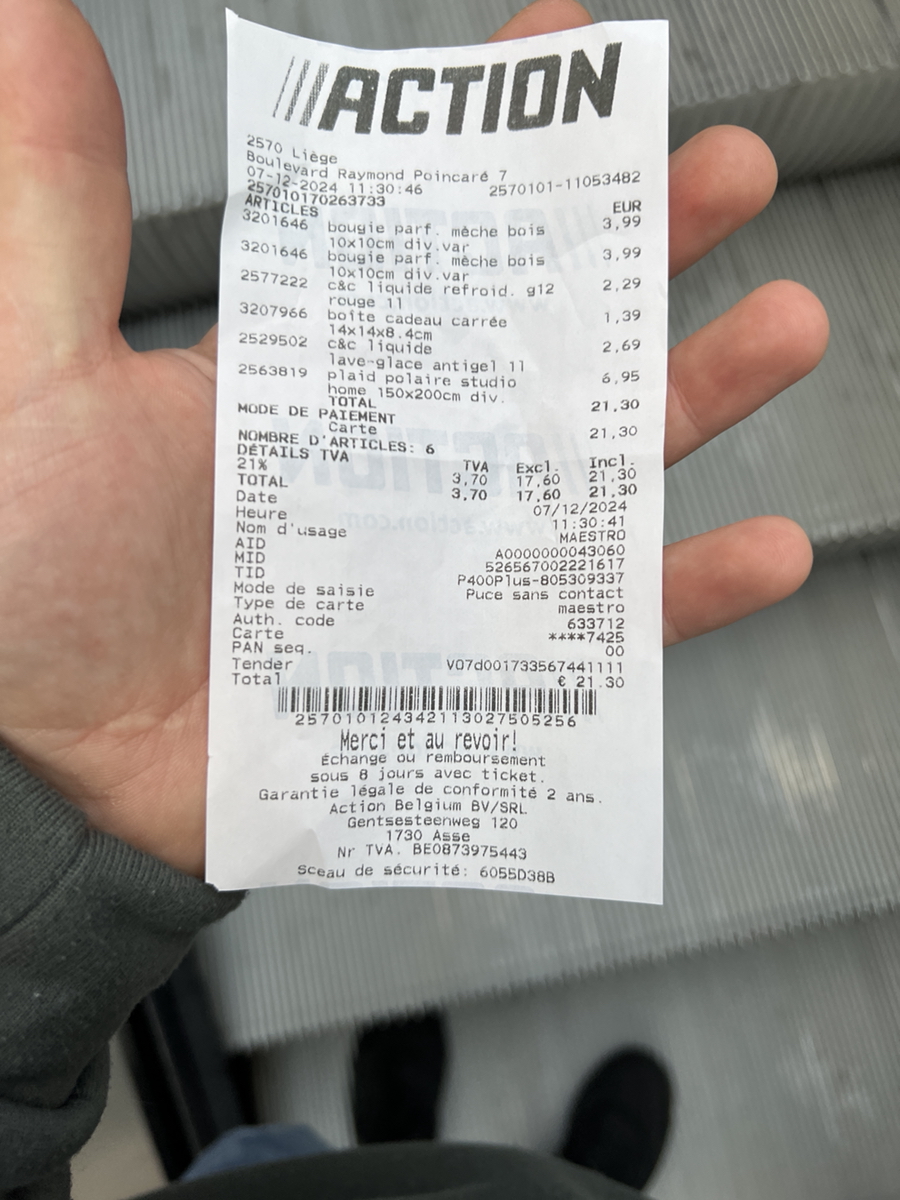 ///ACTION
2570 Liège
Boulevard Raymond Poincaré 7
07-12-2024 11:30:46 2570101-11053482
257010170263733
ARTICLES EUR
3201646 bougie parf. mêche bois 3,99
10x10cm div.var
3201646 bougie parf. mêche bois 3,99
10x10cm div.var
2577222 c&c liquide refroid. g12 2,29
rouge 1l
3207966 boîte cadeau carrée 1,39
14x14x8.4cm
2529502 c&c liquide 2,69
lave-glace antigel 1l
2563819 plaid polaire studio 6,95
home 150x200cm div.
TOTAL 21,30
MODE DE PAIEMENT
Carte 21,30
NOMBRE D'ARTICLES: 6
DÉTAILS TVA TVA Excl. Incl.
21% 3,70 17,60 21,30
TOTAL 3,70 17,60 21,30
Date 07/12/2024
Heure 11:30:41
Nom d'usage MAESTRO
AID A0000000043060
MID 526567002221617
TID P400Plus-805309337
Mode de saisie Puce sans contact
Type de carte maestro
Auth. code 633712
Carte ****7425
PAN seq. 00
Tender V07d001733567441111
Total € 21.30
257010124342113027505256
Merci et au revoir!
Échange ou remboursement
sous 8 jours avec ticket.
Garantie légale de conformité 2 ans.
Action Belgium BV/SRL
Gentsesteenweg 120
1730 Asse
Nr TVA. BE0873975443
Sceau de sécurité: 6055D38B